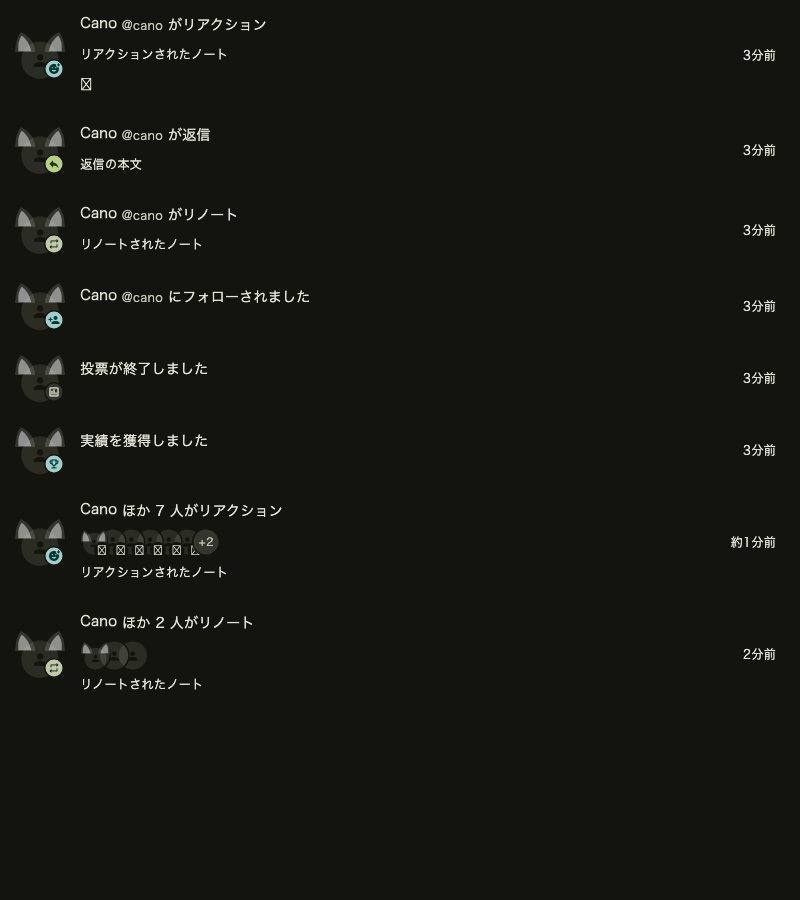 Cano @cano がリアクション
リアクションされたノート
3分前
Cano @cano が返信
返信の本文
3分前
Cano @cano がリノート
リノートされたノート
3分前
Cano @cano にフォローされました
3分前
投票が終了しました
3分前
実績を獲得しました
3分前
Cano ほか 7 人がリアクション
+2
リアクションされたノート
約1分前
Cano ほか 2 人がリノート
リノートされたノート
2分前